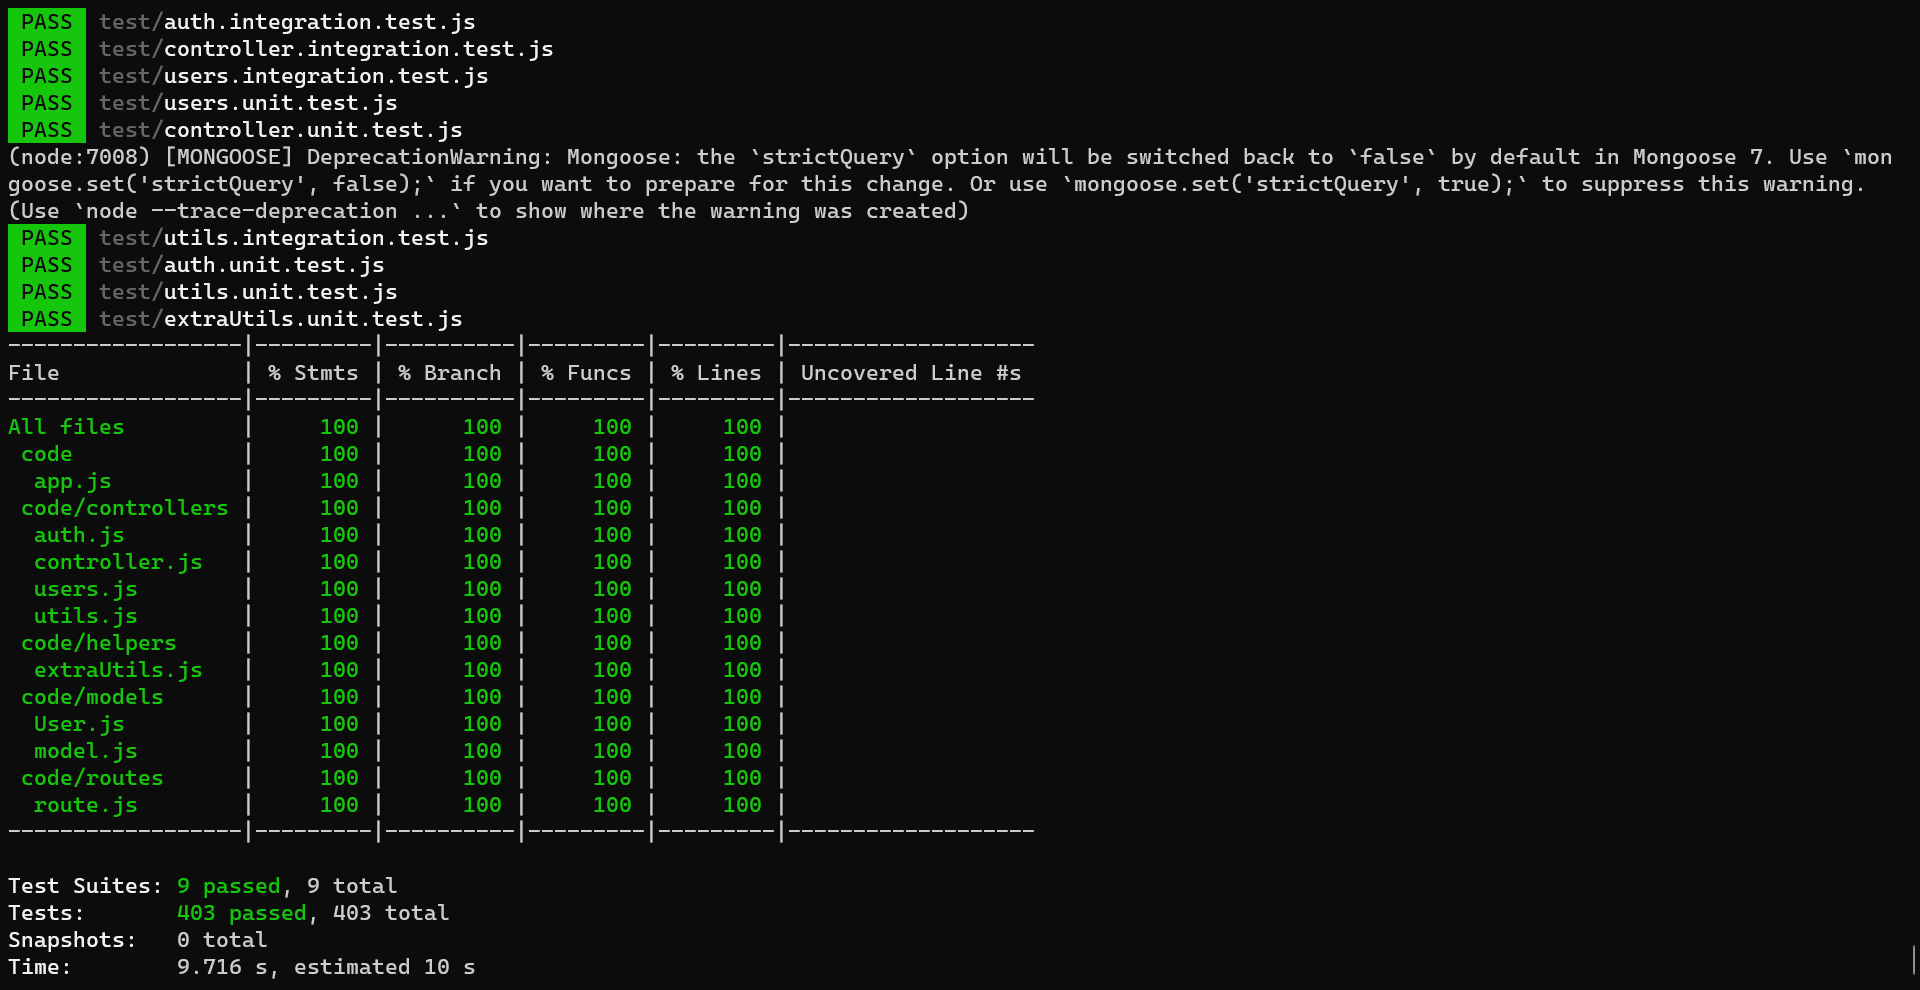 PASS test/auth.integration.test.js
PASS test/controller.integration.test.js
PASS test/users.integration.test.js
PASS test/users.unit.test.js
PASS test/controller.unit.test.js
(node:7008) [MONGOOSE] DeprecationWarning: Mongoose: the `strictQuery` option will be switched back to `false` by default in Mongoose 7. Use `mon
goose.set('strictQuery', false);` if you want to prepare for this change. Or use `mongoose.set('strictQuery', true);` to suppress this warning.
(Use `node --trace-deprecation ...` to show where the warning was created)
PASS test/utils.integration.test.js
PASS test/auth.unit.test.js
PASS test/utils.unit.test.js
PASS test/extraUtils.unit.test.js
------------------|---------|----------|---------|---------|-------------------
File              | % Stmts | % Branch | % Funcs | % Lines | Uncovered Line #s
------------------|---------|----------|---------|---------|-------------------
All files         |     100 |      100 |     100 |     100 |
 code             |     100 |      100 |     100 |     100 |
  app.js          |     100 |      100 |     100 |     100 |
 code/controllers |     100 |      100 |     100 |     100 |
  auth.js         |     100 |      100 |     100 |     100 |
  controller.js   |     100 |      100 |     100 |     100 |
  users.js        |     100 |      100 |     100 |     100 |
  utils.js        |     100 |      100 |     100 |     100 |
 code/helpers     |     100 |      100 |     100 |     100 |
  extraUtils.js   |     100 |      100 |     100 |     100 |
 code/models      |     100 |      100 |     100 |     100 |
  User.js         |     100 |      100 |     100 |     100 |
  model.js        |     100 |      100 |     100 |     100 |
 code/routes      |     100 |      100 |     100 |     100 |
  route.js        |     100 |      100 |     100 |     100 |
------------------|---------|----------|---------|---------|-------------------
Test Suites: 9 passed, 9 total
Tests:       403 passed, 403 total
Snapshots:   0 total
Time:        9.716 s, estimated 10 s